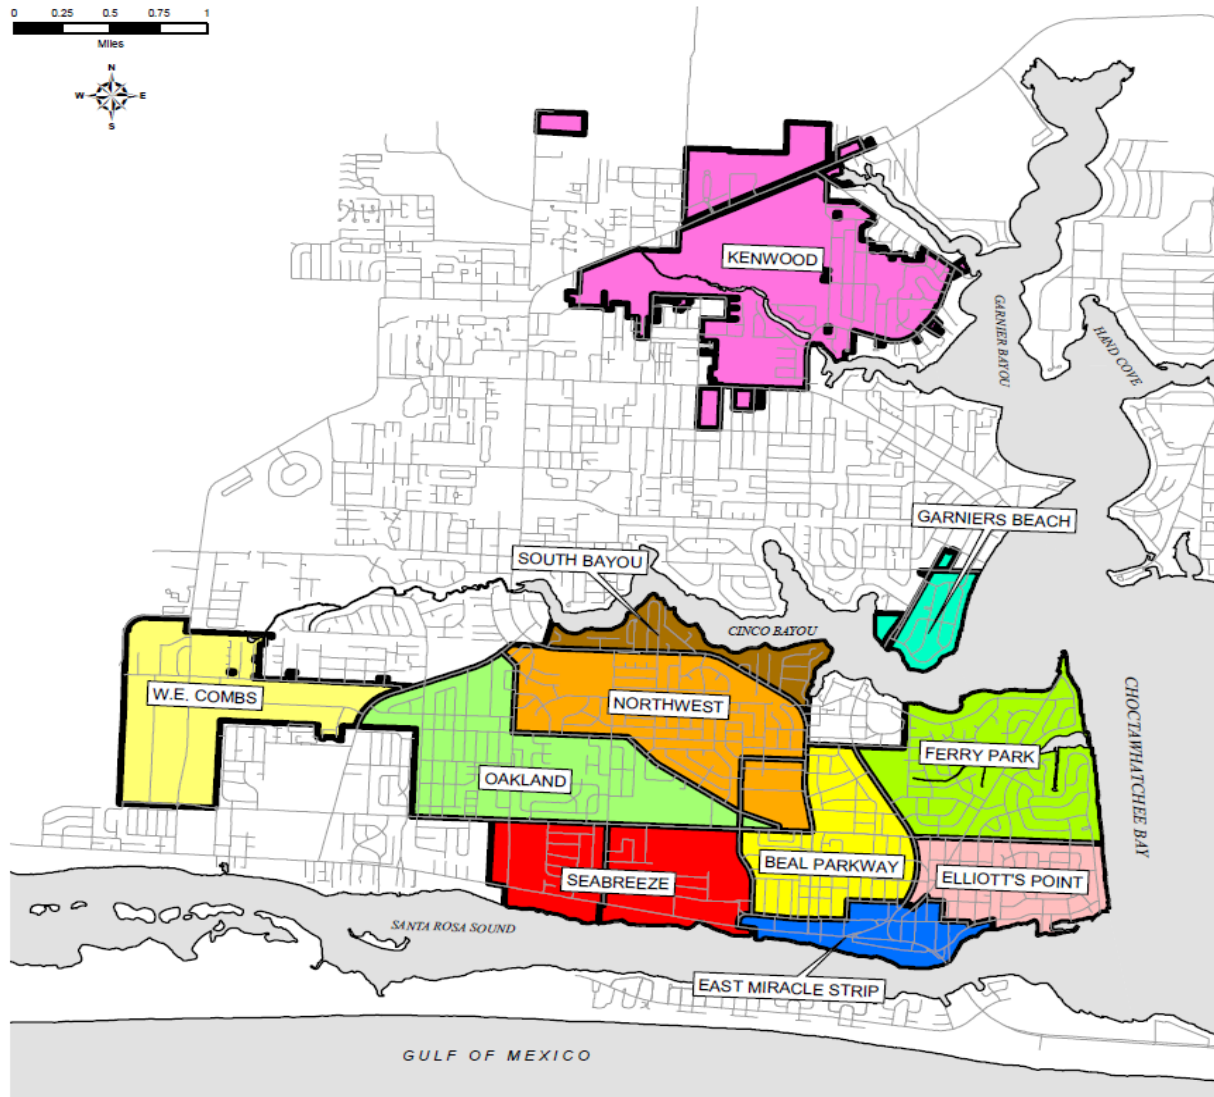 0 0.25 0.5 0.75 1
Miles
N
W E
S
KENWOOD
GARNIER BAYOU
HAND COVE
GARNIERS BEACH
SOUTH BAYOU
CINCO BAYOU
W.E. COMBS
NORTHWEST
CHOCTAWHATCHEE BAY
FERRY PARK
OAKLAND
BEAL PARKWAY
SEABREEZE
ELLIOTT'S POINT
SANTA ROSA SOUND
EAST MIRACLE STRIP
GULF OF MEXICO